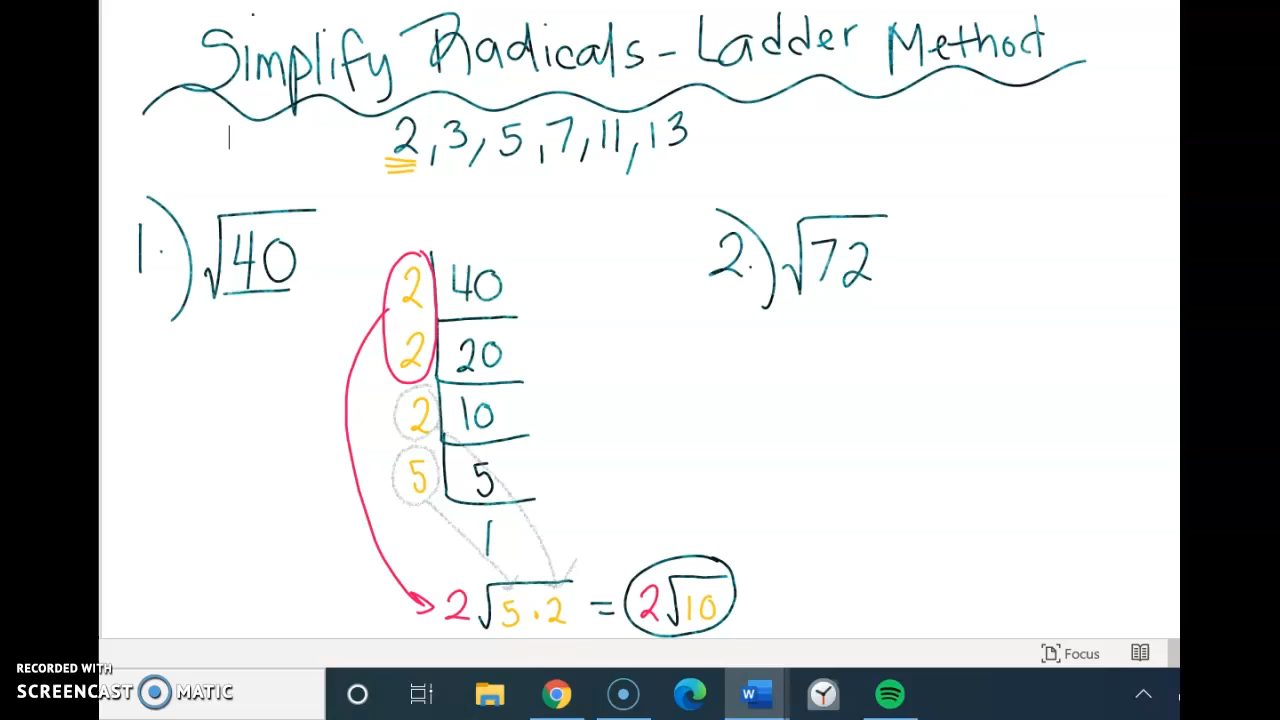 Simplify Radicals - Ladder Method
2, 3, 5, 7, 11, 13
1.) √40
2.) √72
2 40
2 20
2 10
5 5
1
2√5·2 = 2√10
Focus
RECORDED WITH
SCREENCAST MATIC
W